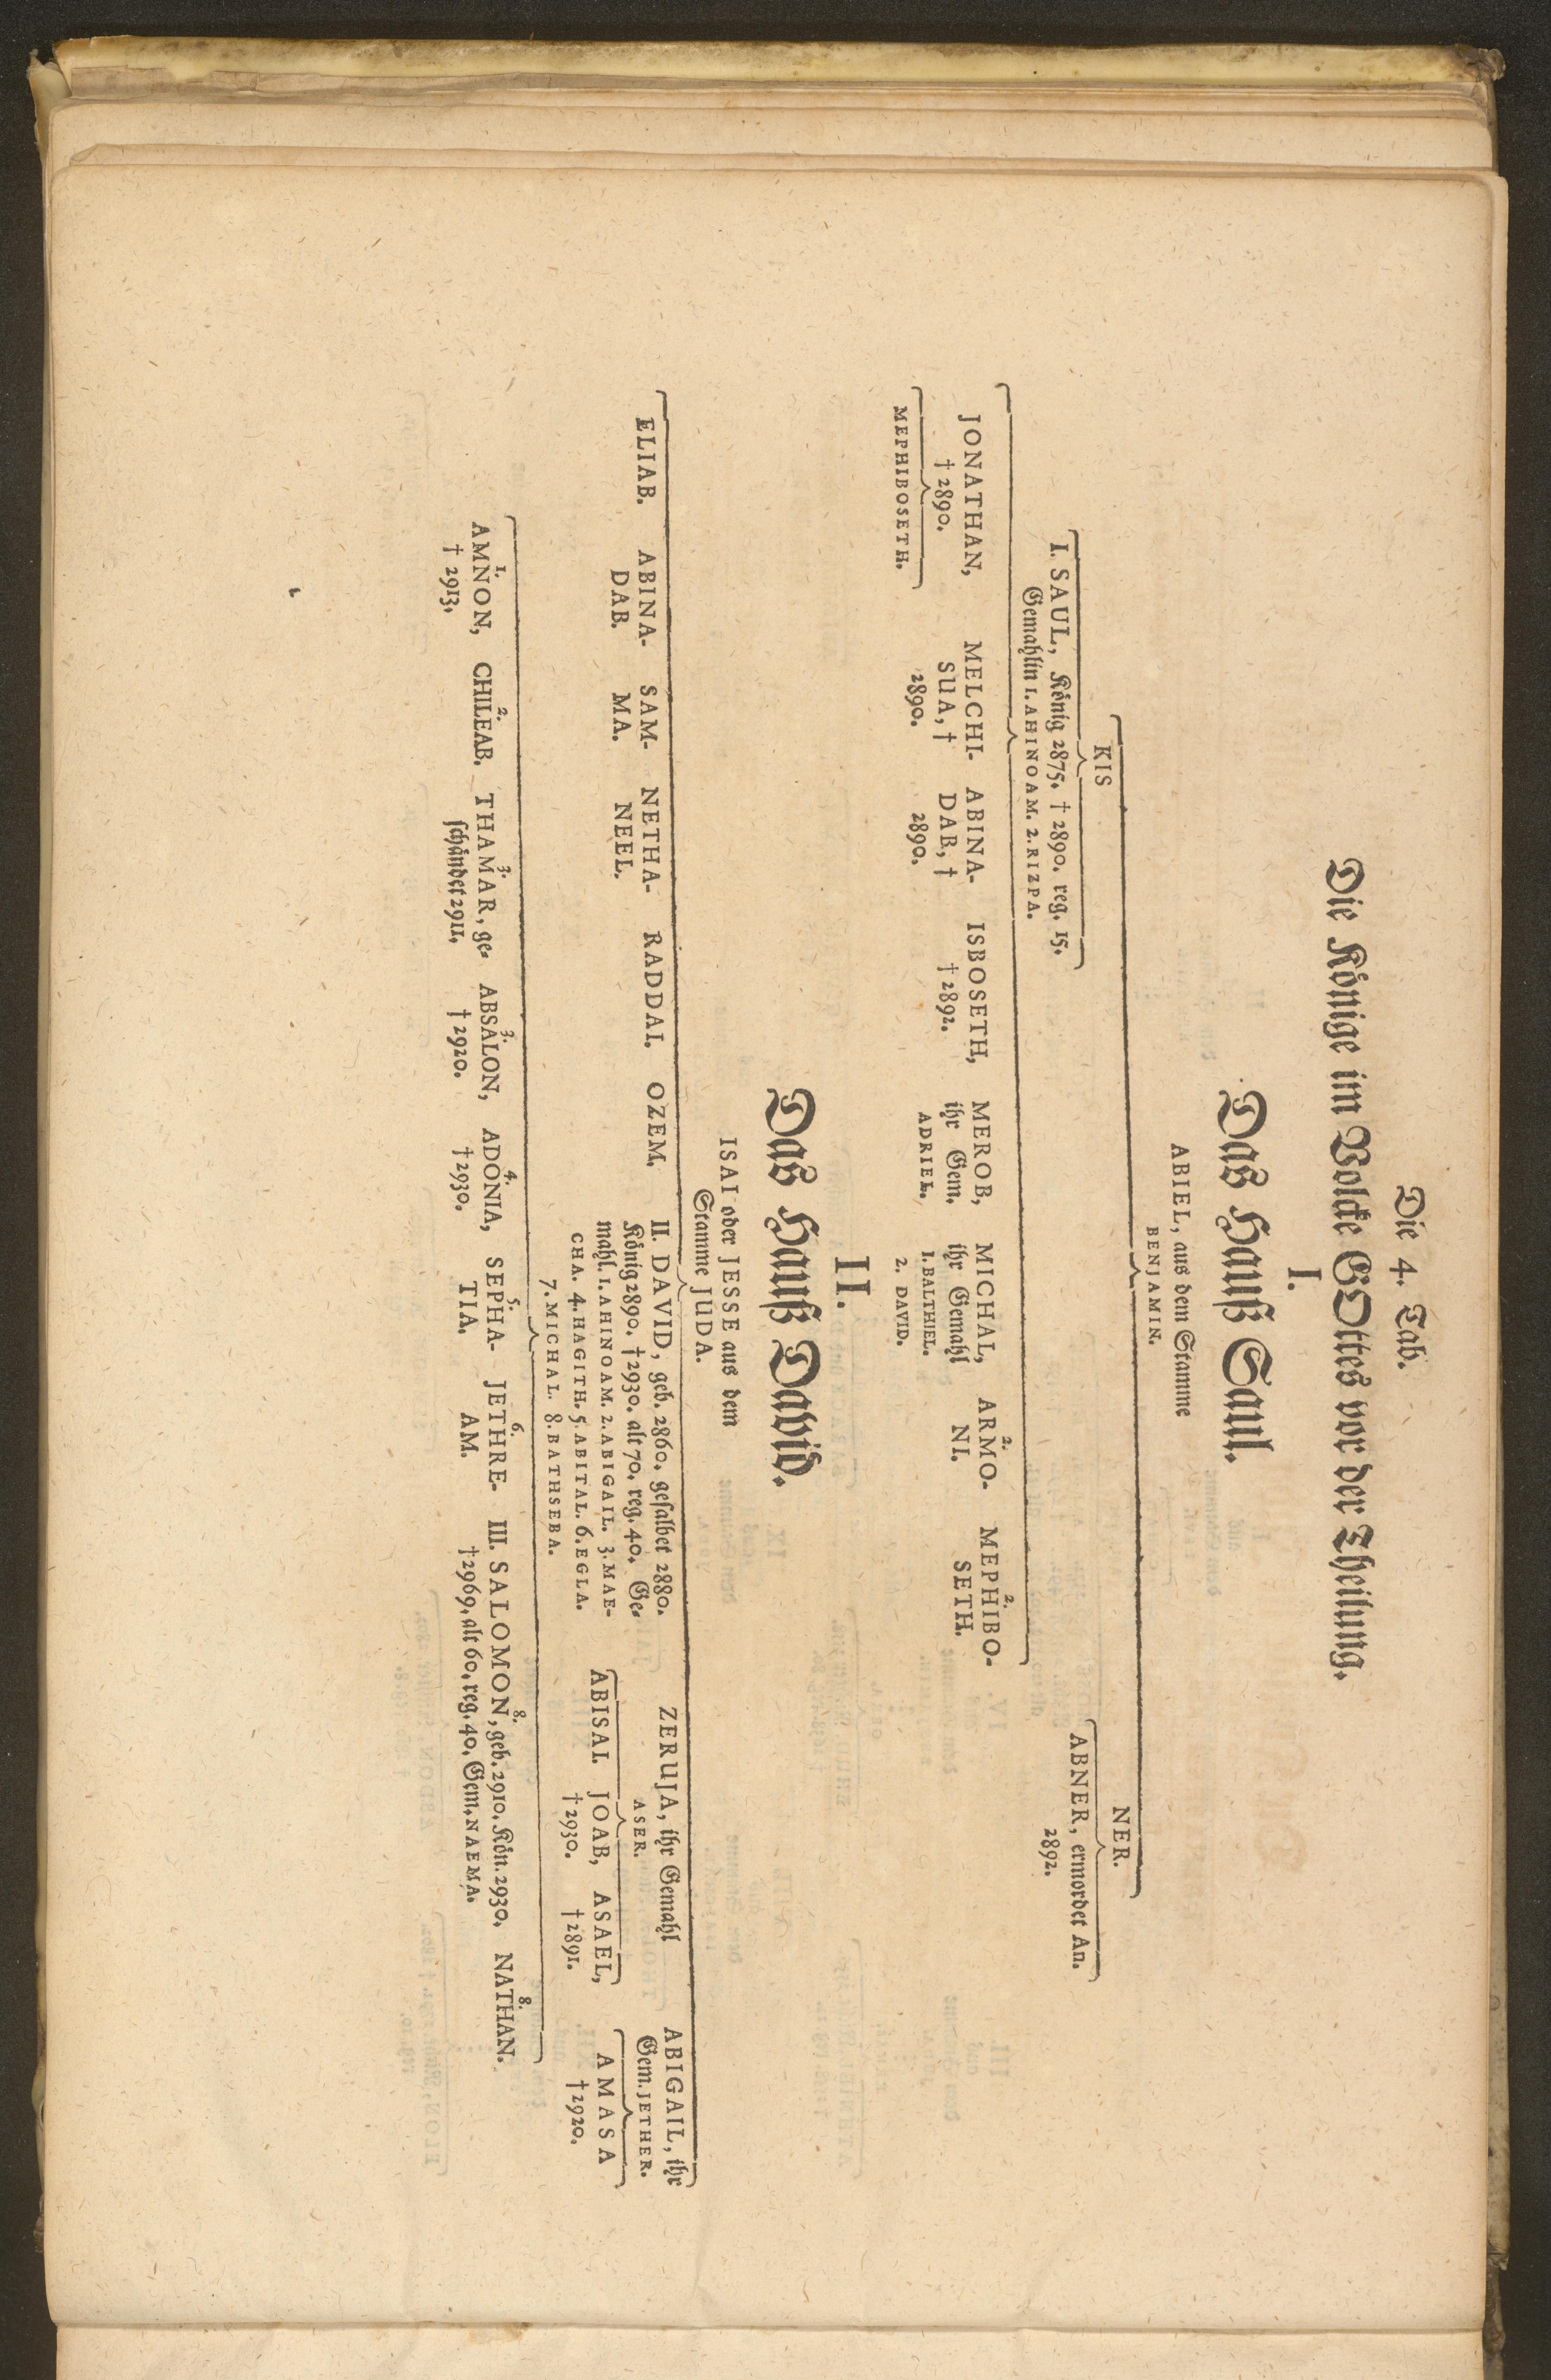 Die 4. Tab.
Die Könige im Volcke GOttes vor der Theilung.
I.
Das Hauß Saul.
ABIEL, aus dem Stamme
BENJAMIN.
KIS
NER.
I. SAUL, König 2875. † 2890. reg. 15.
Gemahlin 1. AHINOAM. 2. RIZPA.
ABNER, ermordet An.
2892.
JONATHAN,
† 2890.
MEPHIBOSETH.
MELCHI-
SUA, †
2890.
ABINA-
DAB, †
2890.
ISBOSETH,
† 2892.
MEROB,
ihr Gem.
ADRIEL.
MICHAL,
ihr Gemahl
1. BALTHIEL.
2. DAVID.
2.
ARMO-
NI.
2.
MEPHIBO-
SETH.
II.
Das Hauß David.
ISAI oder JESSE aus dem
Stamme JUDA.
ELIAB.
ABINA-
DAB.
SAM-
MA.
NETHA-
NEEL.
RADDAI.
OZEM.
II. DAVID, geb. 2860. gesalbet 2880.
König 2890. † 2930. alt 70. reg. 40. Ge-
mahl. 1. AHINOAM. 2. ABIGAIL. 3. MAE-
CHA. 4. HAGITH. 5. ABITAL. 6. EGLA.
7. MICHAL. 8. BATHSEBA.
ZERUJA, ihr Gemahl
ASER.
ABISAI.
JOAB,
† 2930.
ASAEL,
† 2891.
ABIGAIL, ihr
Gem. JETHER.
AMASA
† 2920.
1.
AMNON,
† 2913.
2.
CHILEAB.
3.
THAMAR, ge-
schändet 2911.
3.
ABSALON,
† 2920.
4.
ADONIA,
† 2930.
5.
SEPHA-
TIA.
6.
JETHRE-
AM.
8.
III. SALOMON, geb. 2910. Kön. 2930.
† 2969. alt 60. reg. 40. Gem. NAEMA.
8.
NATHAN.